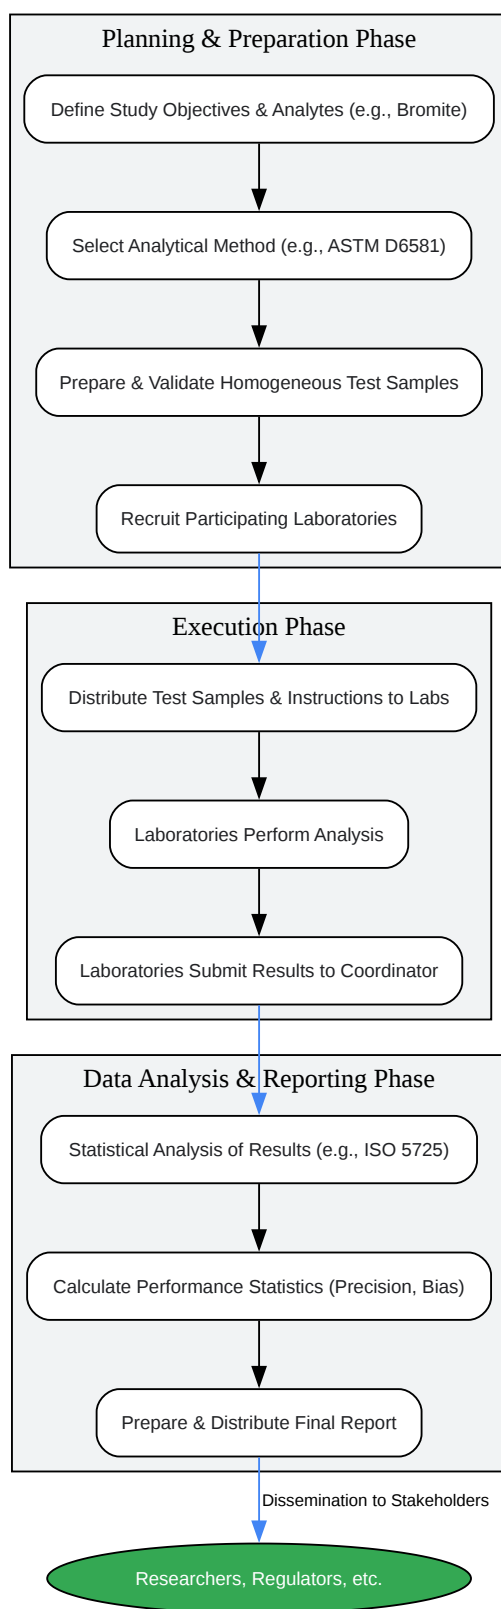 Planning & Preparation Phase
Define Study Objectives & Analytes (e.g., Bromite)
Select Analytical Method (e.g., ASTM D6581)
Prepare & Validate Homogeneous Test Samples
Recruit Participating Laboratories
Execution Phase
Distribute Test Samples & Instructions to Labs
Laboratories Perform Analysis
Laboratories Submit Results to Coordinator
Data Analysis & Reporting Phase
Statistical Analysis of Results (e.g., ISO 5725)
Calculate Performance Statistics (Precision, Bias)
Prepare & Distribute Final Report
Dissemination to Stakeholders
Researchers, Regulators, etc.